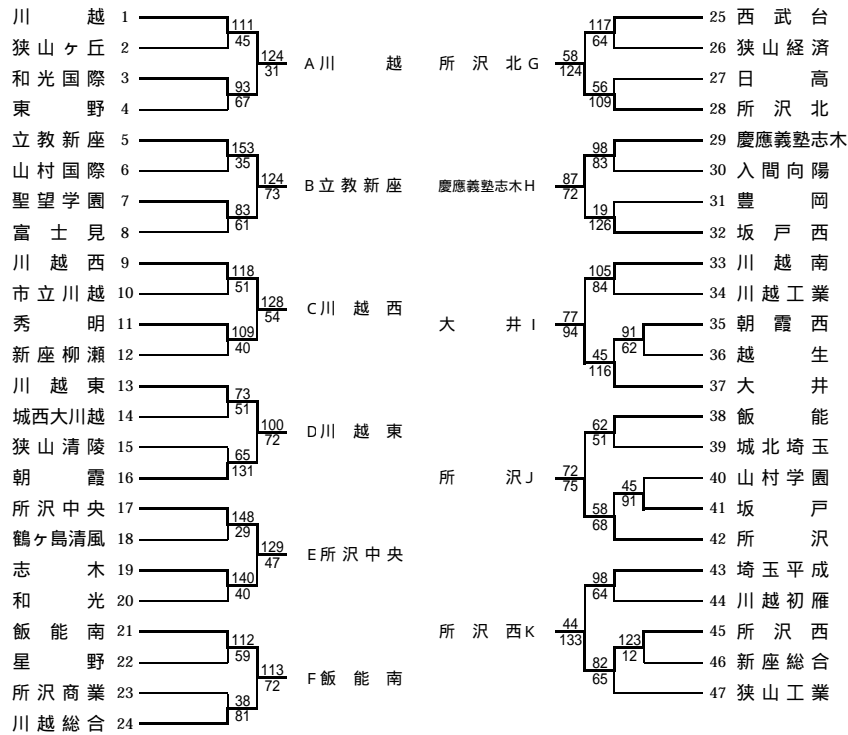 川越 1
狭山ヶ丘 2
和光国際 3
東野 4
111
45
93
67
124
31
A 川越
立教新座 5
山村国際 6
聖望学園 7
富士見 8
153
35
83
61
124
73
B 立教新座
川越西 9
市立川越 10
秀明 11
新座柳瀬 12
118
51
109
40
128
54
C 川越西
川越東 13
城西大川越 14
狭山清陵 15
朝霞 16
73
51
65
131
100
72
D 川越東
所沢中央 17
鶴ヶ島清風 18
志木 19
和光 20
148
29
140
40
129
47
E 所沢中央
飯能南 21
星野 22
所沢商業 23
川越総合 24
112
59
38
81
113
72
F 飯能南
所沢北 G
58
124
117
64
56
109
25 西武台
26 狭山経済
27 日高
28 所沢北
慶應義塾志木 H
87
72
98
83
19
126
29 慶應義塾志木
30 入間向陽
31 豊岡
32 坂戸西
大井 I
77
94
105
84
91
62
45
116
33 川越南
34 川越工業
35 朝霞西
36 越生
37 大井
所沢 J
72
75
62
51
45
91
58
68
38 飯能
39 城北埼玉
40 山村学園
41 坂戸
42 所沢
所沢西 K
44
133
98
64
123
12
82
65
43 埼玉平成
44 川越初雁
45 所沢西
46 新座総合
47 狭山工業